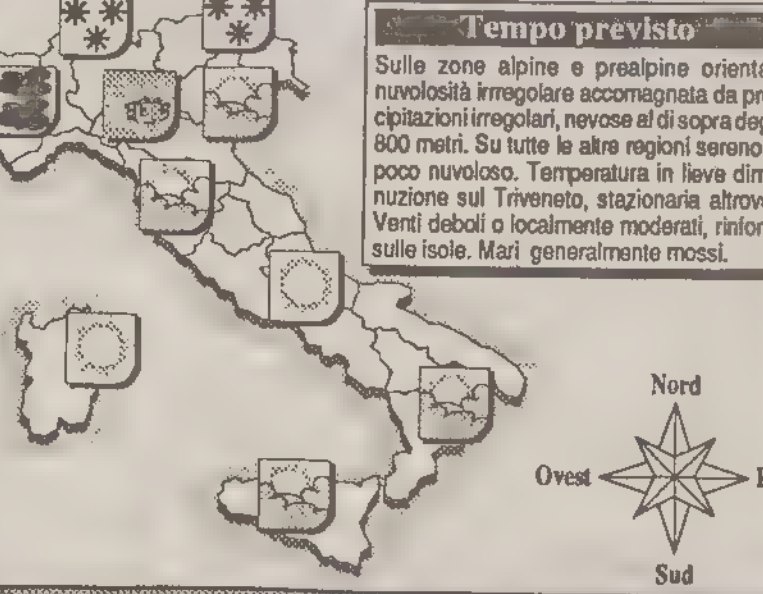 Tempo previsto
Sulle zone alpine e prealpine orienta
nuvolosità irrregolare accomagnata da pre
cipitazioni irregolari, nevose al di sopra deg
800 metri. Su tutte le altre regioni sereno
poco nuvoloso. Temperatura in lieve dim
nuzione sul Triveneto, stazionaria altrov
Venti deboli o localmente moderati, rinfor
sulle isole. Mari generalmente mossi.
Nord
Ovest
Sud